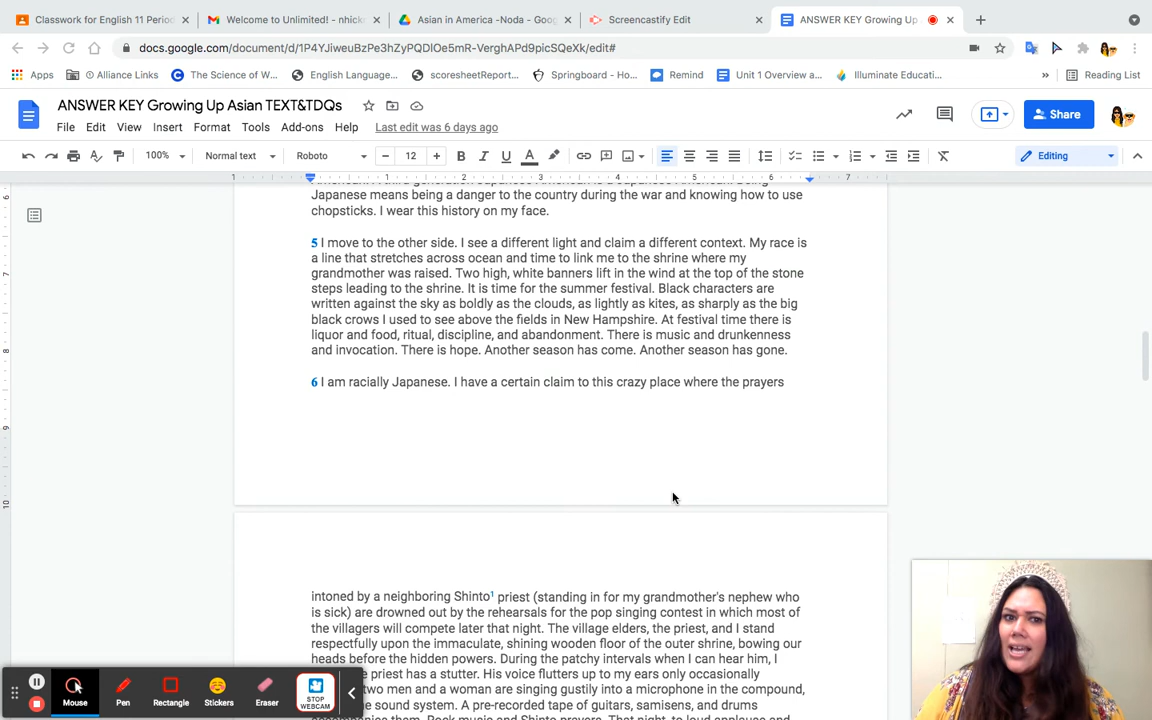 Classwork for English 11 Period
Welcome to Unlimited! - nhick
Asian in America -Noda - Goog
Screencastify Edit
ANSWER KEY Growing Up
docs.google.com/document/d/1P4YJiweuBzPe3hZyPQDlOe5mR-VerghAPd9picSQeXk/edit#
Apps
Alliance Links
The Science of W...
English Language...
scoresheetReport...
Springboard - Ho...
Remind
Unit 1 Overview a...
Illuminate Educati...
»
Reading List
ANSWER KEY Growing Up Asian TEXT&TDQs
File Edit View Insert Format Tools Add-ons Help Last edit was 6 days ago
Share
100% Normal text Roboto 12 Editing
Japanese means being a danger to the country during the war and knowing how to use
chopsticks. I wear this history on my face.
5 I move to the other side. I see a different light and claim a different context. My race is
a line that stretches across ocean and time to link me to the shrine where my
grandmother was raised. Two high, white banners lift in the wind at the top of the stone
steps leading to the shrine. It is time for the summer festival. Black characters are
written against the sky as boldly as the clouds, as lightly as kites, as sharply as the big
black crows I used to see above the fields in New Hampshire. At festival time there is
liquor and food, ritual, discipline, and abandonment. There is music and drunkenness
and invocation. There is hope. Another season has come. Another season has gone.
6 I am racially Japanese. I have a certain claim to this crazy place where the prayers
intoned by a neighboring Shinto1 priest (standing in for my grandmother's nephew who
is sick) are drowned out by the rehearsals for the pop singing contest in which most of
the villagers will compete later that night. The village elders, the priest, and I stand
respectfully upon the immaculate, shining wooden floor of the outer shrine, bowing our
heads before the hidden powers. During the patchy intervals when I can hear him, I
priest has a stutter. His voice flutters up to my ears only occasionally
two men and a woman are singing gustily into a microphone in the compound,
sound system. A pre-recorded tape of guitars, samisens, and drums
Mouse
Pen
Rectangle
Stickers
Eraser
STOP
WEBCAM